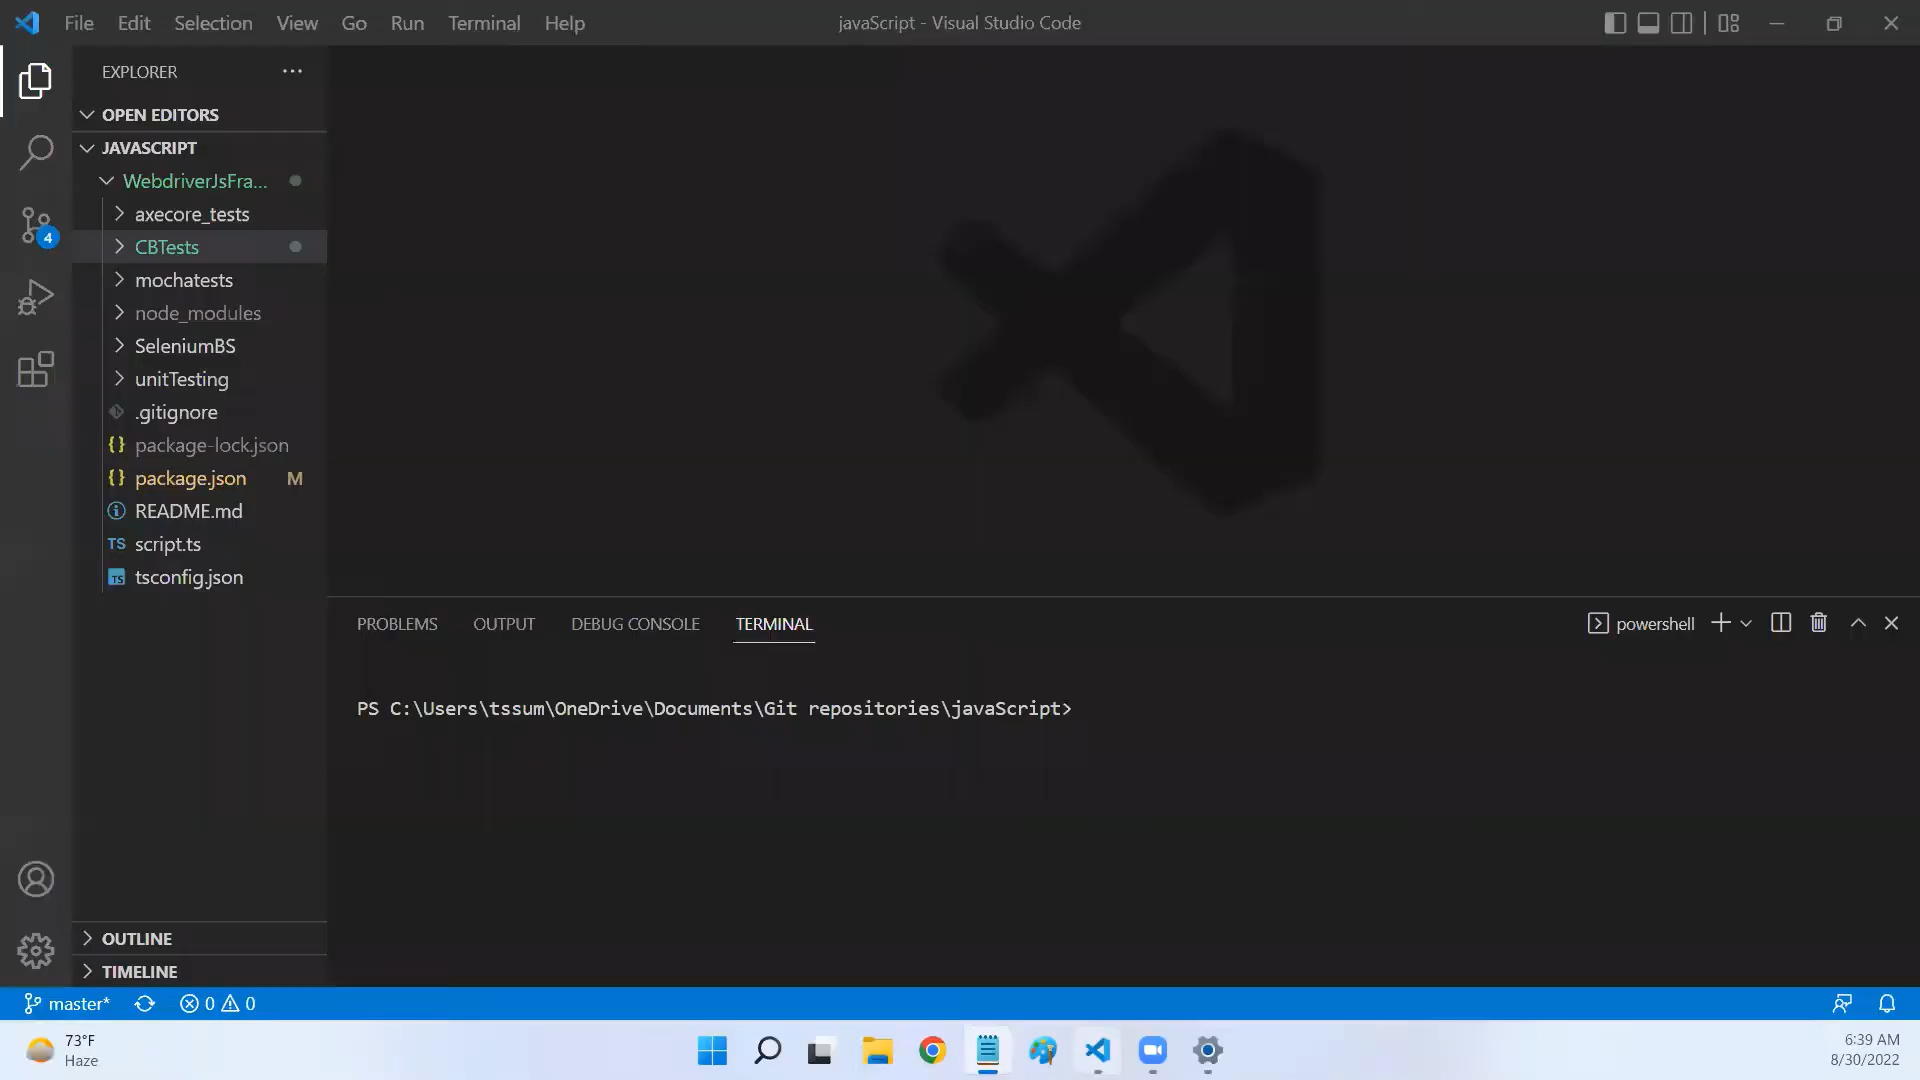 File Edit Selection View Go Run Terminal Help
javaScript - Visual Studio Code
EXPLORER
OPEN EDITORS
JAVASCRIPT
WebdriverJsFra...
axecore_tests
CBTests
mochatests
node_modules
SeleniumBS
unitTesting
.gitignore
{} package-lock.json
{} package.json M
README.md
TS script.ts
TS tsconfig.json
4
OUTLINE
TIMELINE
PROBLEMS OUTPUT DEBUG CONSOLE TERMINAL
powershell
PS C:\Users\tssum\OneDrive\Documents\Git repositories\javaScript>
master* 0 0
73°F
Haze
6:39 AM
8/30/2022